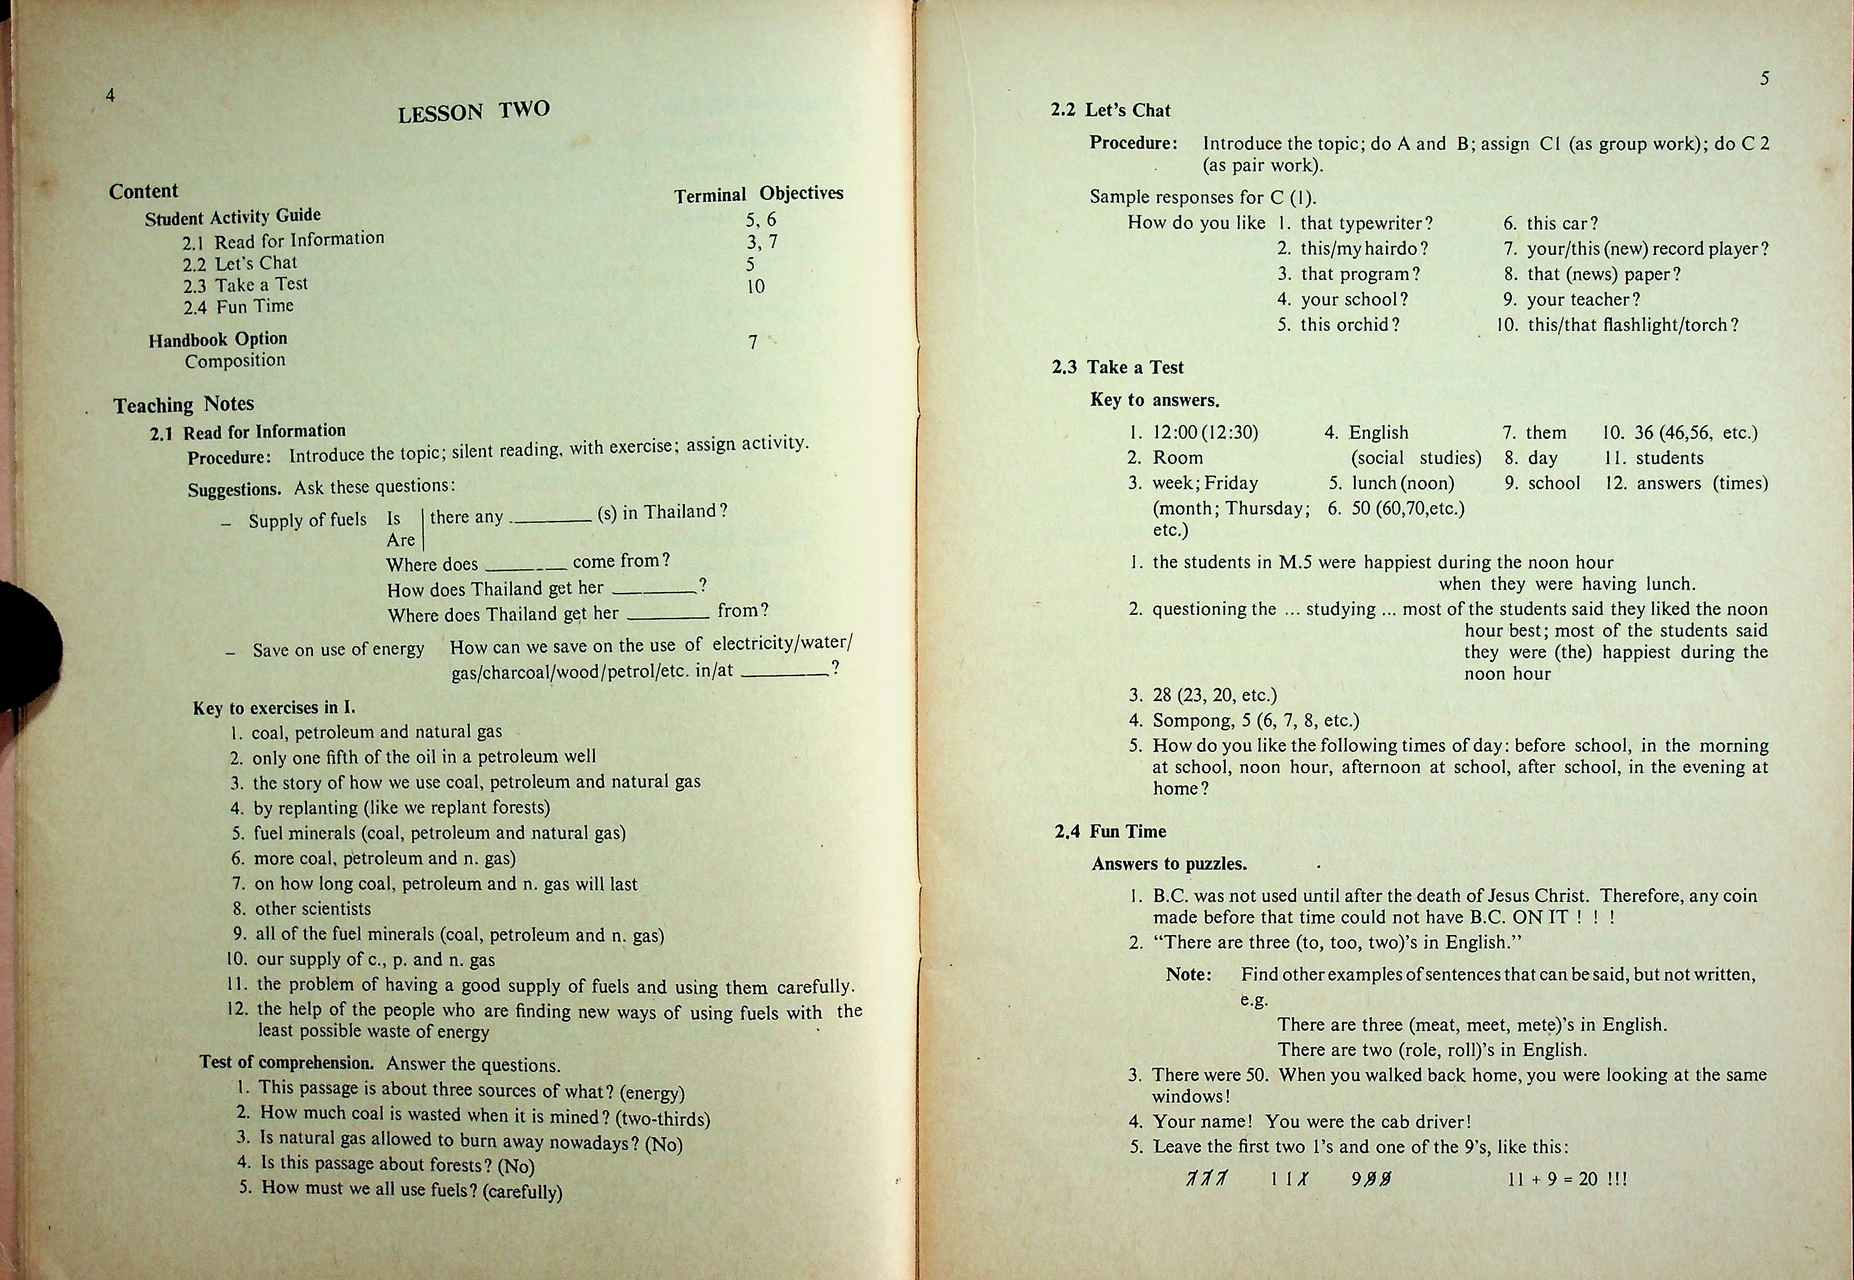 4
LESSON TWO
Content
Terminal Objectives
Student Activity Guide 5, 6
2.1 Read for Information 3, 7
2.2 Let's Chat 5
2.3 Take a Test 10
2.4 Fun Time
Handbook Option 7
Composition
Teaching Notes
2.1 Read for Information
Procedure: Introduce the topic; silent reading, with exercise; assign activity.
Suggestions. Ask these questions:
– Supply of fuels Is | there any ________ (s) in Thailand?
Are |
Where does ________ come from?
How does Thailand get her ________?
Where does Thailand get her ________ from?
– Save on use of energy How can we save on the use of electricity/water/
gas/charcoal/wood/petrol/etc. in/at ________?
Key to exercises in I.
1. coal, petroleum and natural gas
2. only one fifth of the oil in a petroleum well
3. the story of how we use coal, petroleum and natural gas
4. by replanting (like we replant forests)
5. fuel minerals (coal, petroleum and natural gas)
6. more coal, petroleum and n. gas)
7. on how long coal, petroleum and n. gas will last
8. other scientists
9. all of the fuel minerals (coal, petroleum and n. gas)
10. our supply of c., p. and n. gas
11. the problem of having a good supply of fuels and using them carefully.
12. the help of the people who are finding new ways of using fuels with the
least possible waste of energy
Test of comprehension. Answer the questions.
1. This passage is about three sources of what? (energy)
2. How much coal is wasted when it is mined? (two-thirds)
3. Is natural gas allowed to burn away nowadays? (No)
4. Is this passage about forests? (No)
5. How must we all use fuels? (carefully)
5
2.2 Let's Chat
Procedure: Introduce the topic; do A and B; assign C1 (as group work); do C 2
(as pair work).
Sample responses for C (1).
How do you like 1. that typewriter? 6. this car?
2. this/my hairdo? 7. your/this (new) record player?
3. that program? 8. that (news) paper?
4. your school? 9. your teacher?
5. this orchid? 10. this/that flashlight/torch?
2.3 Take a Test
Key to answers.
1. 12:00 (12:30) 4. English 7. them 10. 36 (46,56, etc.)
2. Room (social studies) 8. day 11. students
3. week; Friday 5. lunch (noon) 9. school 12. answers (times)
(month; Thursday; 6. 50 (60,70,etc.)
etc.)
1. the students in M.5 were happiest during the noon hour
when they were having lunch.
2. questioning the ... studying ... most of the students said they liked the noon
hour best; most of the students said
they were (the) happiest during the
noon hour
3. 28 (23, 20, etc.)
4. Sompong, 5 (6, 7, 8, etc.)
5. How do you like the following times of day: before school, in the morning
at school, noon hour, afternoon at school, after school, in the evening at
home?
2.4 Fun Time
Answers to puzzles.
1. B.C. was not used until after the death of Jesus Christ. Therefore, any coin
made before that time could not have B.C. ON IT ! ! !
2. "There are three (to, too, two)'s in English."
Note: Find other examples of sentences that can be said, but not written,
e.g.
There are three (meat, meet, mete)'s in English.
There are two (role, roll)'s in English.
3. There were 50. When you walked back home, you were looking at the same
windows!
4. Your name! You were the cab driver!
5. Leave the first two 1's and one of the 9's, like this:
777 111 999 11 + 9 = 20 !!!